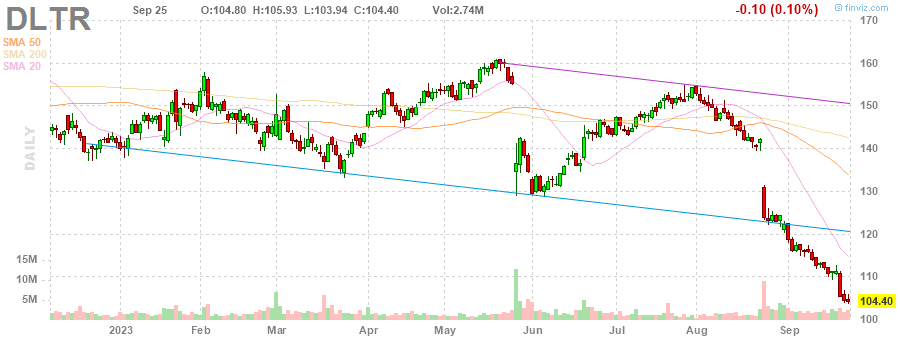 DLTR Sep 25 O:104.80 H:105.93 L:103.94 C:104.40 Vol:2.74M -0.10 (0.10%) © finviz.com
SMA 50
SMA 200
SMA 20
DAILY
170
160
150
140
130
120
110
104.40
100
15M
10M
5M
2023 Feb Mar Apr May Jun Jul Aug Sep